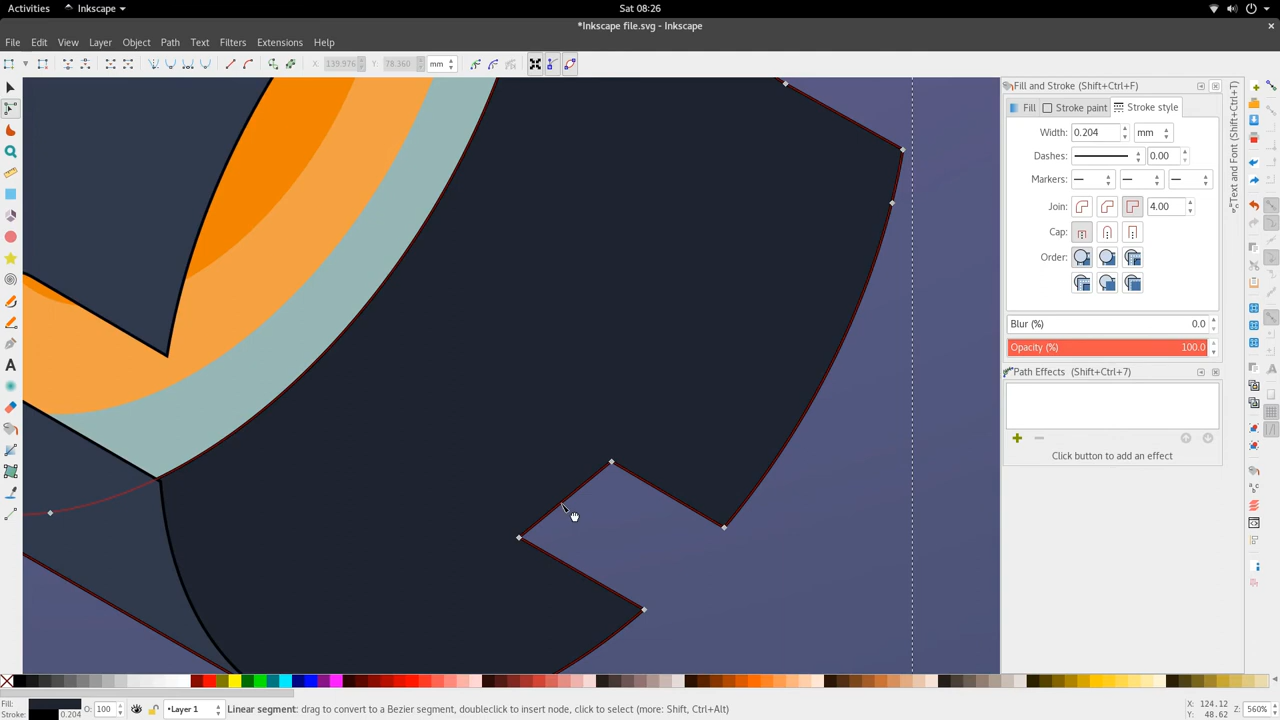 Activities Inkscape Sat 08:26
*Inkscape file.svg - Inkscape
File Edit View Layer Object Path Text Filters Extensions Help
X: 139.976 Y: 78.360 mm
Fill and Stroke (Shift+Ctrl+F)
Fill Stroke paint Stroke style
Width: 0.204 mm
Dashes: 0.00
Markers:
Join: 4.00
Cap:
Order:
Blur (%) 0.0
Opacity (%) 100.0
Path Effects (Shift+Ctrl+7)
Click button to add an effect
Text and Font (Shift+Ctrl+T)
Fill: O: 100 •Layer 1 Linear segment: drag to convert to a Bezier segment, doubleclick to insert node, click to select (more: Shift, Ctrl+Alt) X: 124.12 Z: 560%
Stroke: 0.204 Y: 48.62